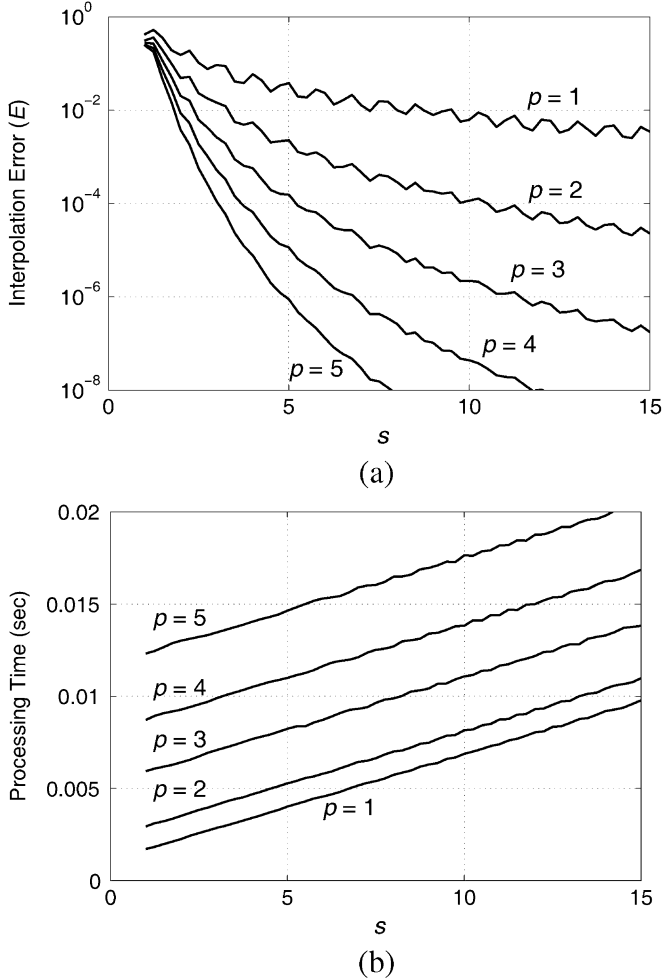 10^0
10^-2
10^-4
10^-6
10^-8
Interpolation Error (E)
p = 1
p = 2
p = 3
p = 4
p = 5
0 5 10 15
s
(a)
0.02
0.015
0.01
0.005
0
Processing Time (sec)
p = 5
p = 4
p = 3
p = 2
p = 1
0 5 10 15
s
(b)